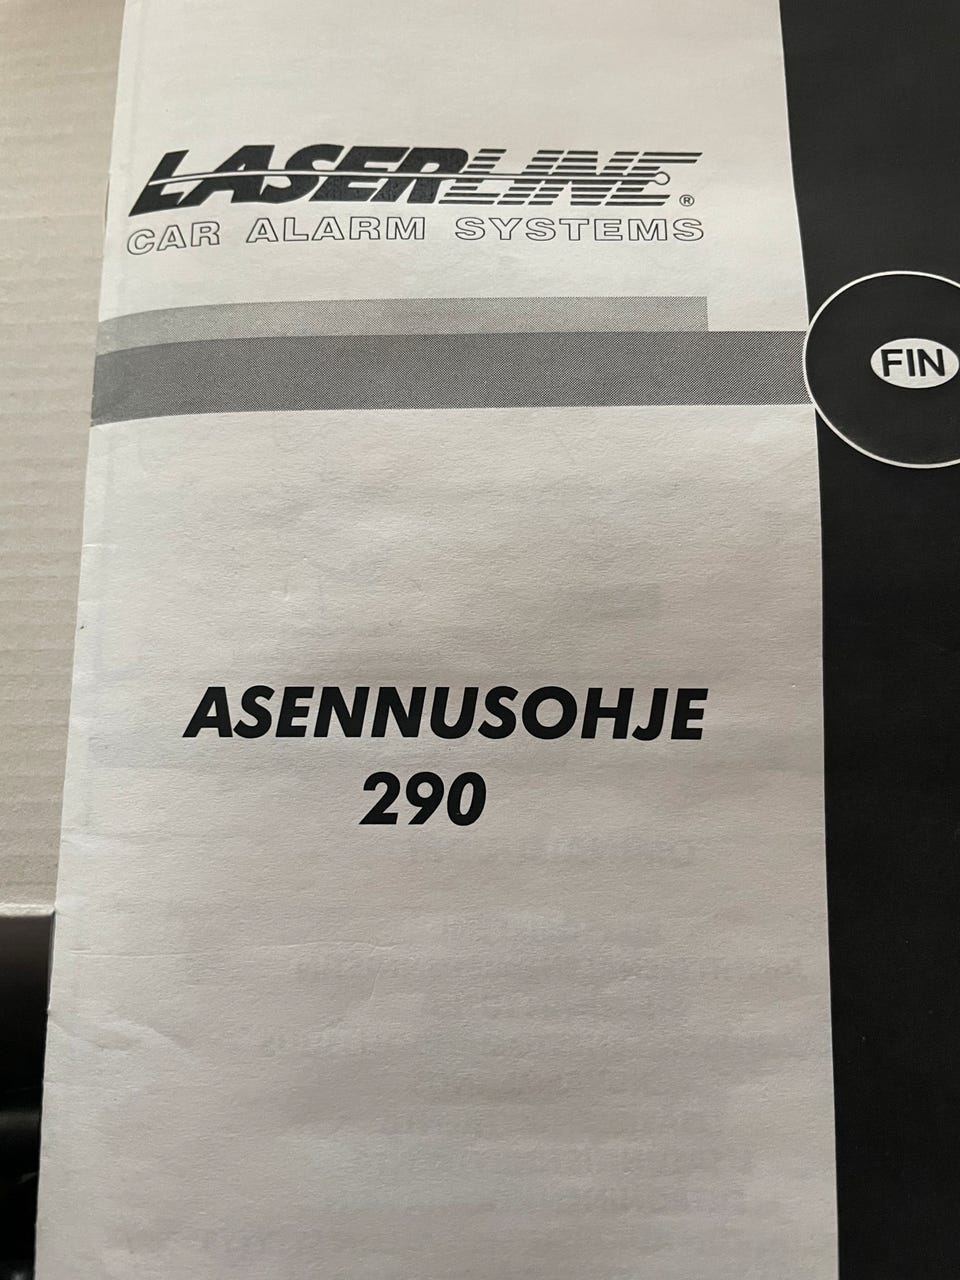 LASERLINE®
CAR ALARM SYSTEMS
FIN
ASENNUSOHJE
290